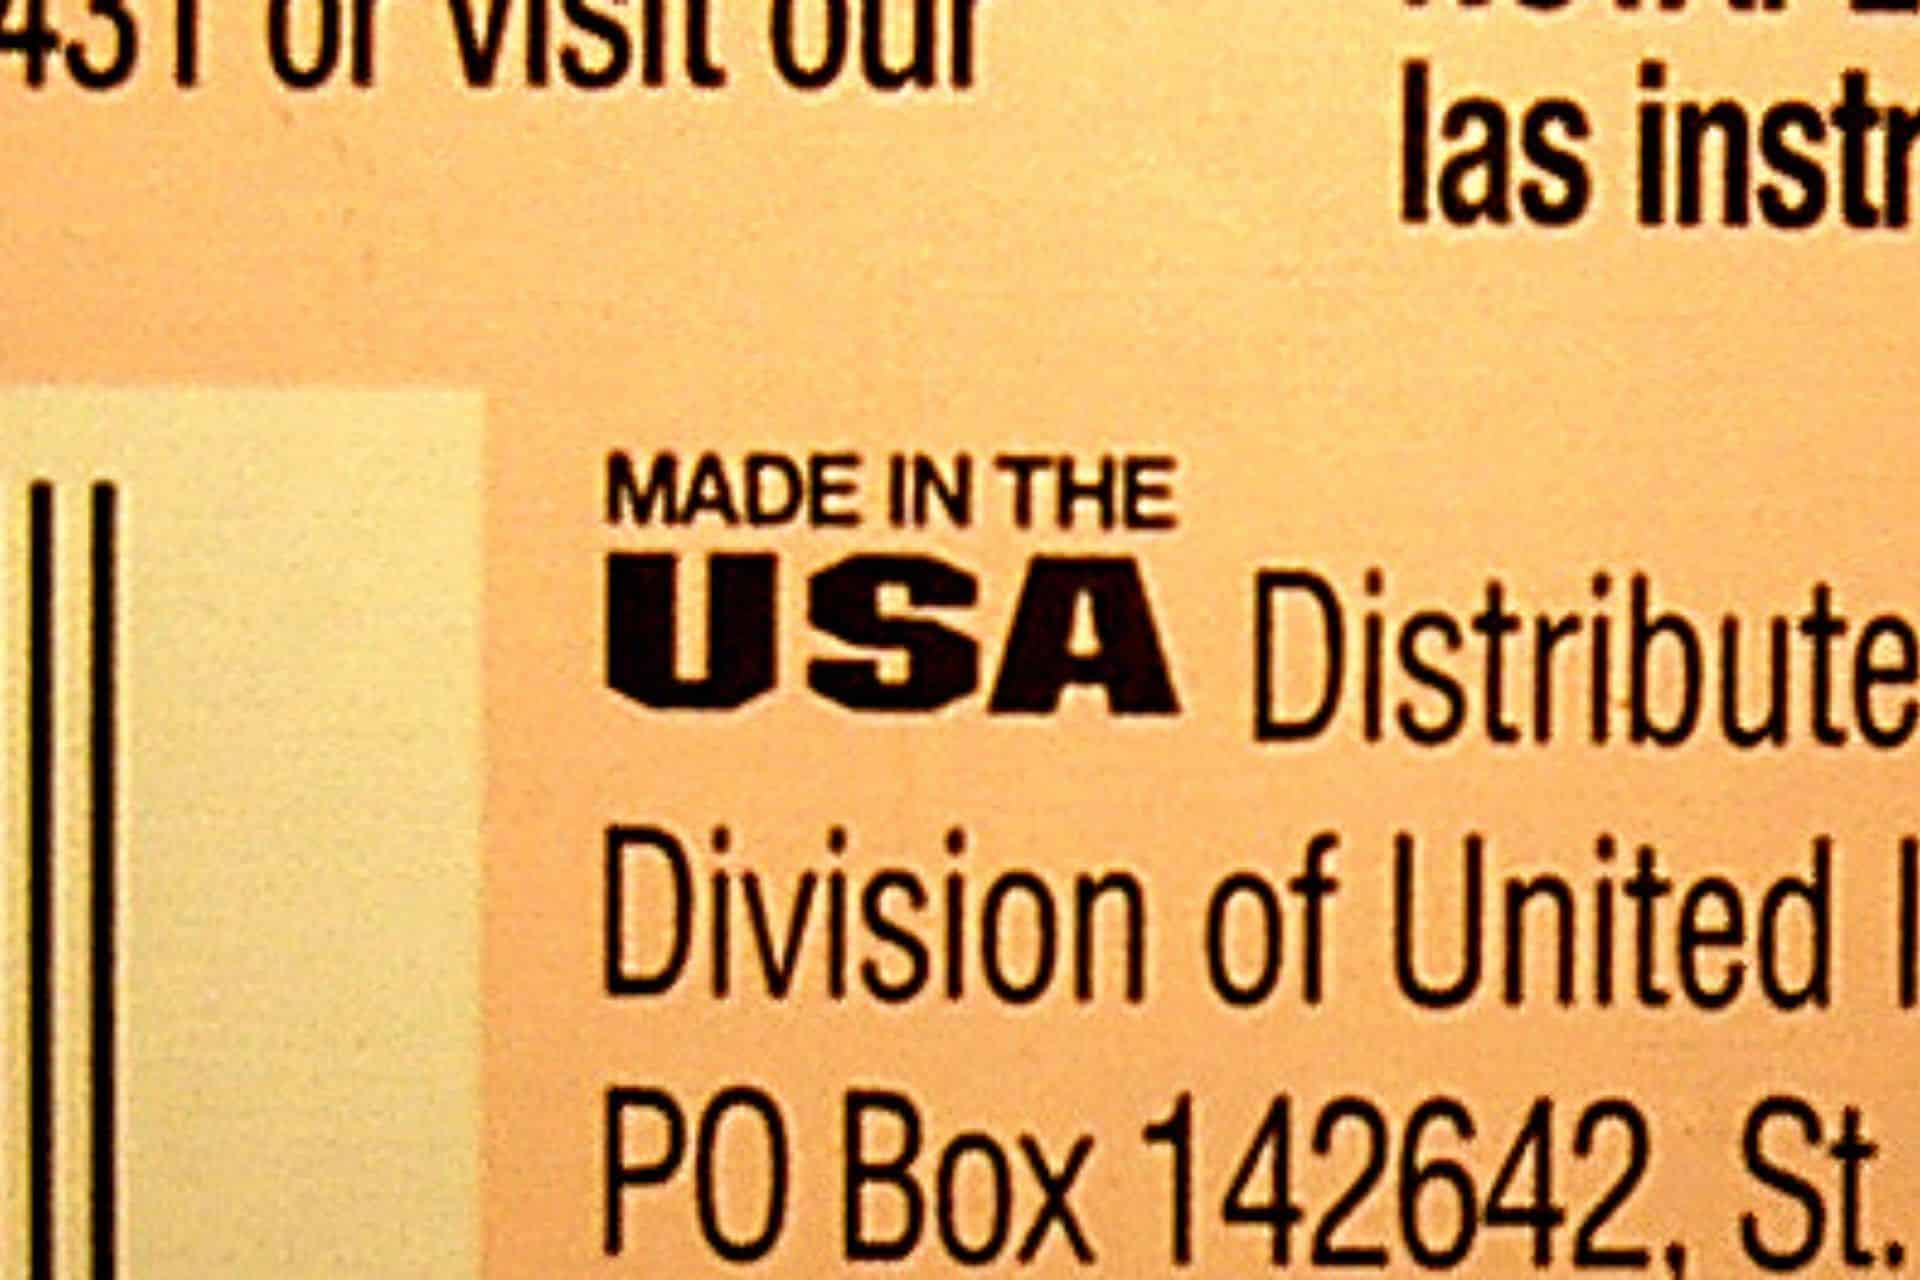 431 or visit our
las instr
MADE IN THE
USA Distribute
Division of United I
PO Box 142642, St.